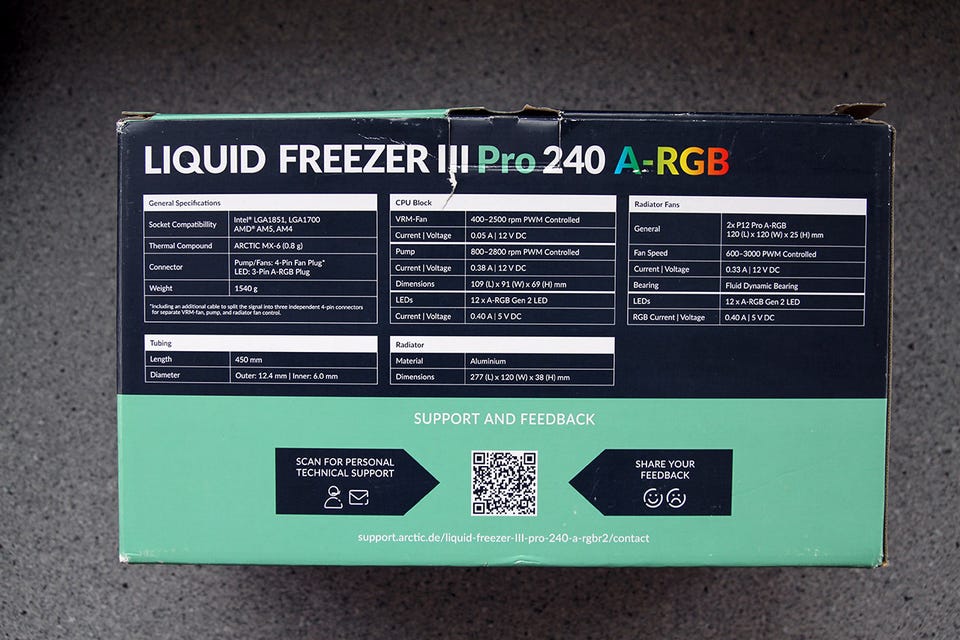 LIQUID FREEZER III Pro 240 A-RGB
General Specifications
Socket Compatibillity
Intel® LGA1851, LGA1700
AMD® AM5, AM4
Thermal Compound ARCTIC MX-6 (0.8 g)
Connector
Pump/Fans: 4-Pin Fan Plug*
LED: 3-Pin A-RGB Plug
Weight 1540 g
*Including an additional cable to split the signal into three independent 4-pin connectors
for separate VRM-fan, pump, and radiator fan control.
Tubing
Length 450 mm
Diameter Outer: 12.4 mm | Inner: 6.0 mm
CPU Block
VRM-Fan 400–2500 rpm PWM Controlled
Current | Voltage 0.05 A | 12 V DC
Pump 800–2800 rpm PWM Controlled
Current | Voltage 0.38 A | 12 V DC
Dimensions 109 (L) x 91 (W) x 69 (H) mm
LEDs 12 x A-RGB Gen 2 LED
Current | Voltage 0.40 A | 5 V DC
Radiator
Material Aluminium
Dimensions 277 (L) x 120 (W) x 38 (H) mm
Radiator Fans
General
2x P12 Pro A-RGB
120 (L) x 120 (W) x 25 (H) mm
Fan Speed 600–3000 PWM Controlled
Current | Voltage 0.33 A | 12 V DC
Bearing Fluid Dynamic Bearing
LEDs 12 x A-RGB Gen 2 LED
RGB Current | Voltage 0.40 A | 5 V DC
SUPPORT AND FEEDBACK
SCAN FOR PERSONAL
TECHNICAL SUPPORT
SHARE YOUR
FEEDBACK
support.arctic.de/liquid-freezer-III-pro-240-a-rgbr2/contact